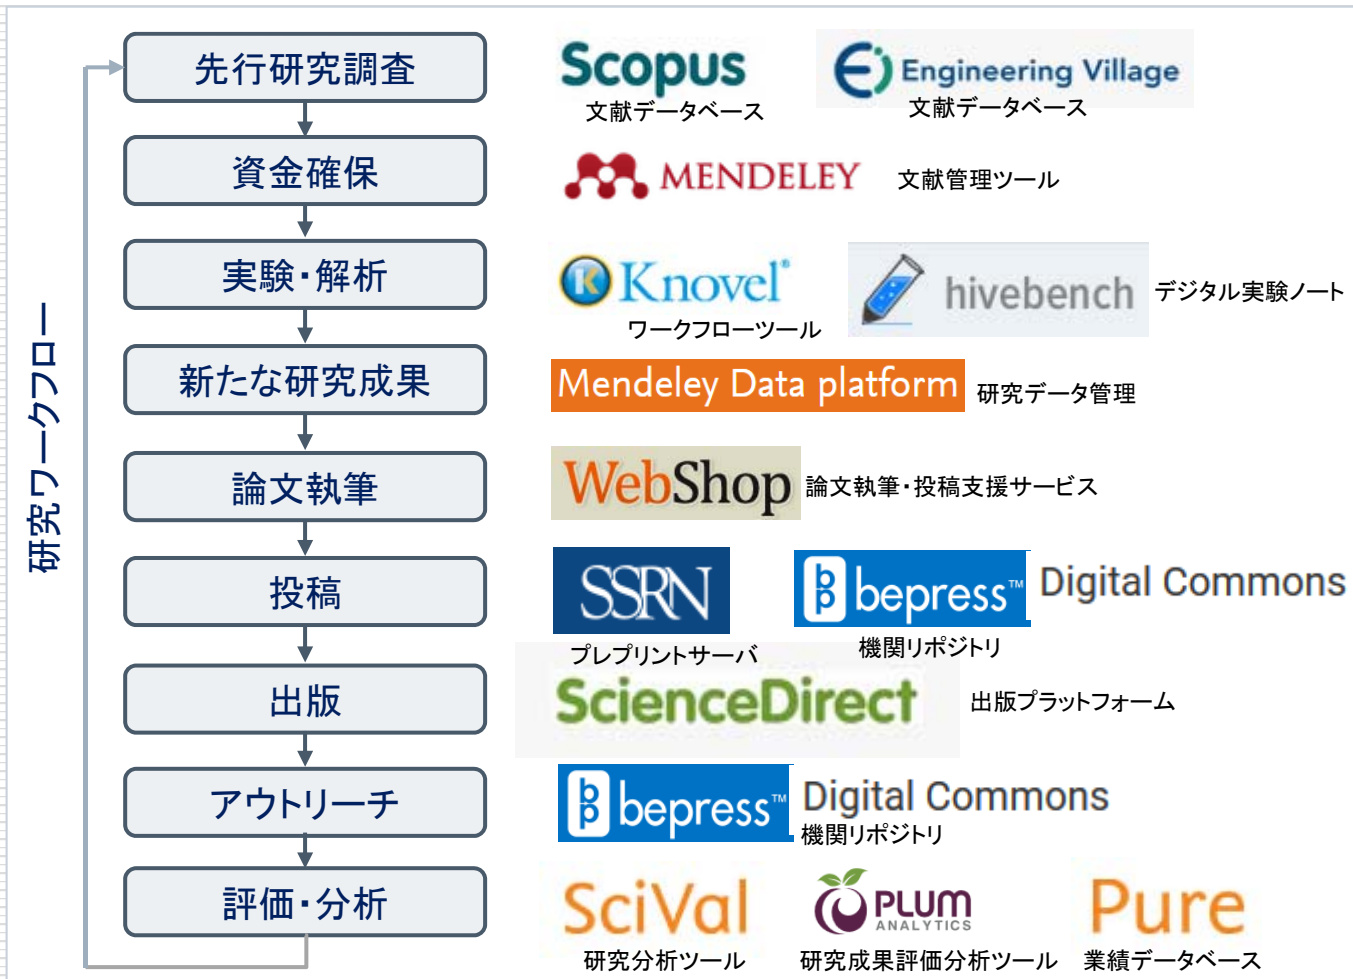 研究ワークフロー
先行研究調査
Scopus
文献データベース
Engineering Village
文献データベース
資金確保
MENDELEY
文献管理ツール
実験・解析
K Knovel®
ワークフローツール
hivebench
デジタル実験ノート
新たな研究成果
Mendeley Data platform
研究データ管理
論文執筆
WebShop
論文執筆・投稿支援サービス
投稿
SSRN
プレプリントサーバ
bp bepress™ Digital Commons
機関リポジトリ
出版
ScienceDirect
出版プラットフォーム
アウトリーチ
bp bepress™ Digital Commons
機関リポジトリ
評価・分析
SciVal
研究分析ツール
PLUM
ANALYTICS
研究成果評価分析ツール
Pure
業績データベース